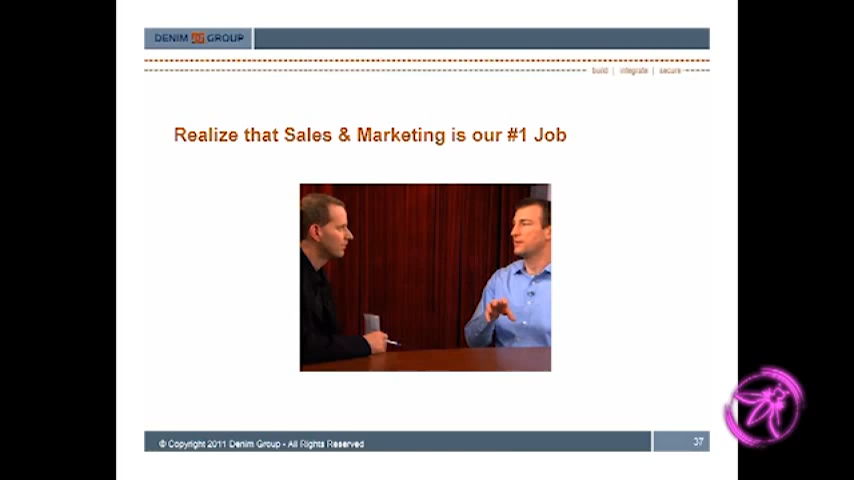 DENIM GROUP
build | integrate | secure
Realize that Sales & Marketing is our #1 Job
© Copyright 2011 Denim Group - All Rights Reserved
37